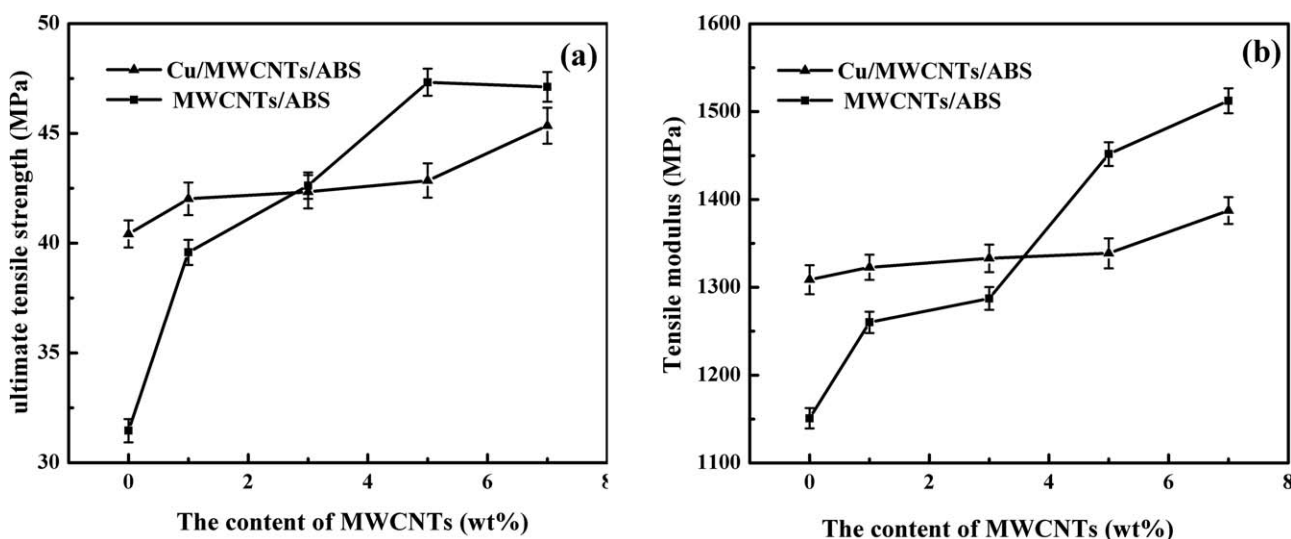 (a)
Cu/MWCNTs/ABS
MWCNTs/ABS
ultimate tensile strength (MPa)
50
45
40
35
30
0 2 4 6 8
The content of MWCNTs (wt%)
(b)
Cu/MWCNTs/ABS
MWCNTs/ABS
Tensile modulus (MPa)
1600
1500
1400
1300
1200
1100
0 2 4 6 8
The content of MWCNTs (wt%)